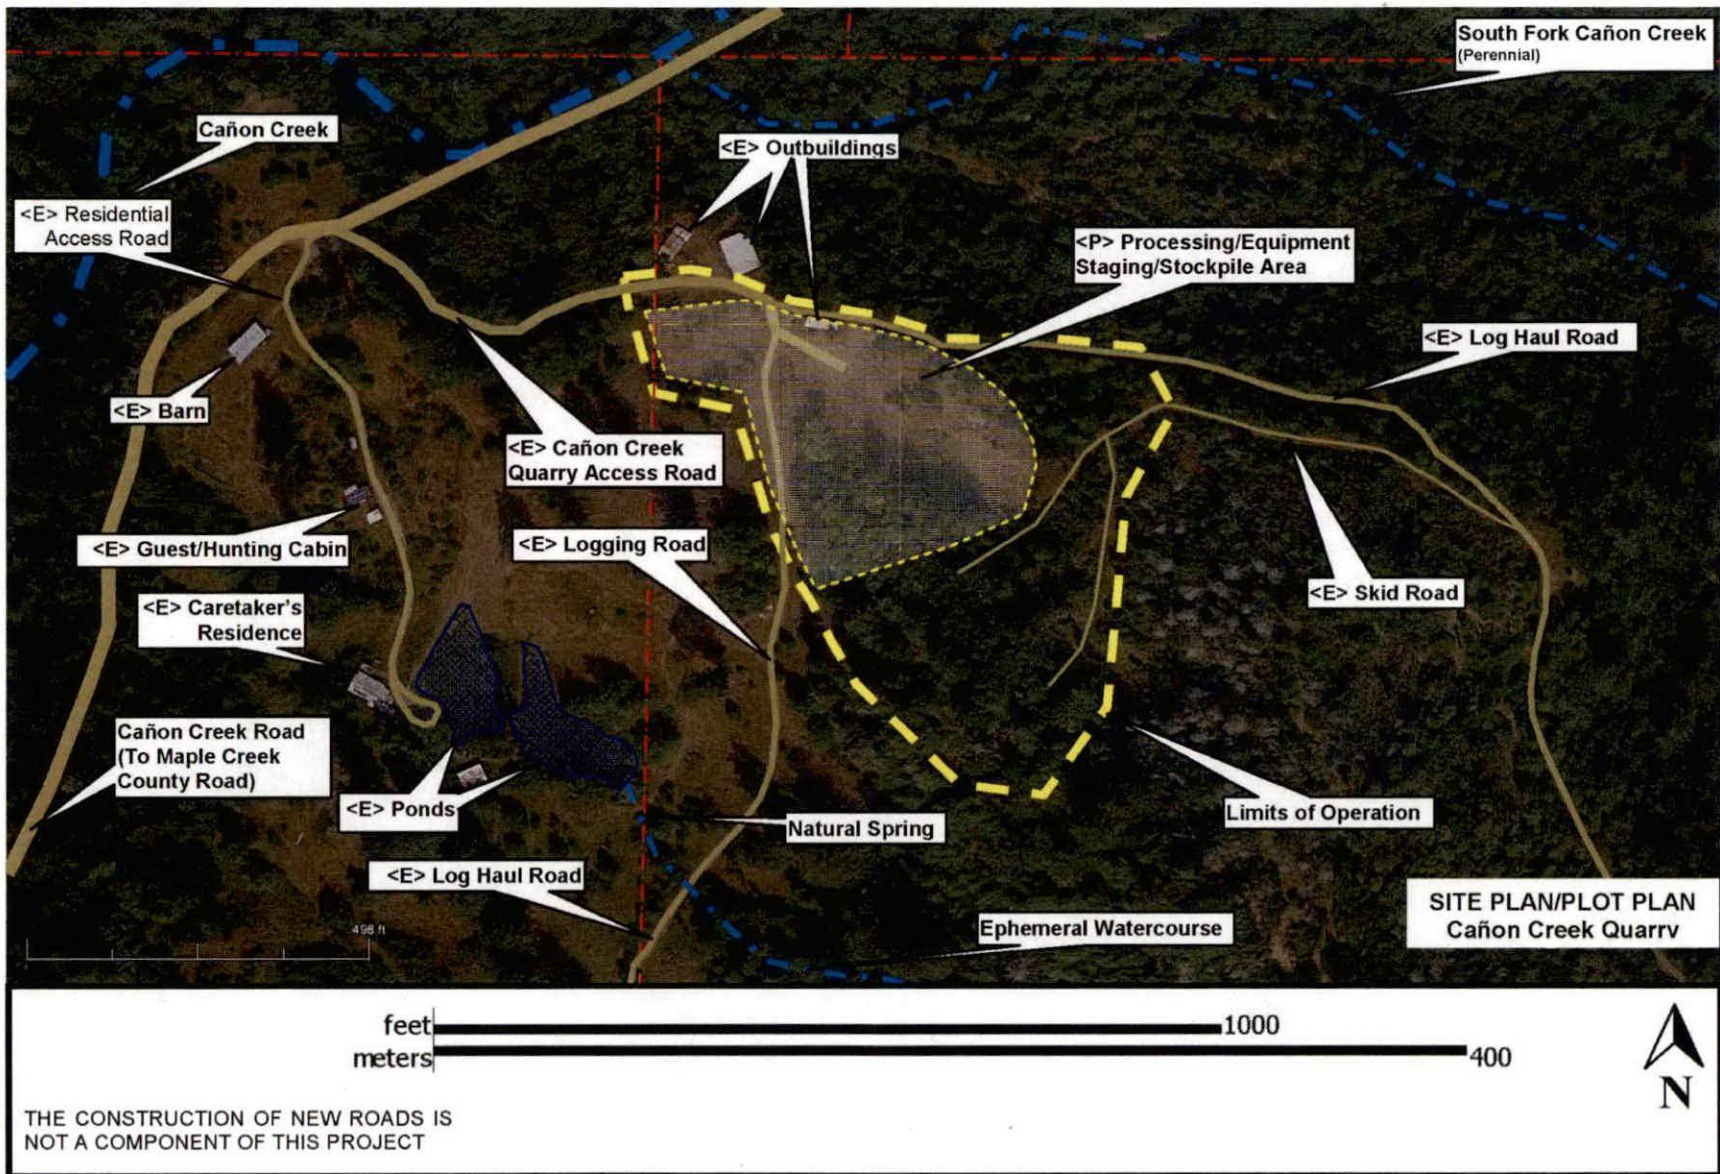 South Fork Cañon Creek
(Perennial)
Cañon Creek
<E> Outbuildings
<E> Residential
Access Road
<P> Processing/Equipment
Staging/Stockpile Area
<E> Log Haul Road
<E> Barn
<E> Cañon Creek
Quarry Access Road
<E> Guest/Hunting Cabin
<E> Logging Road
<E> Skid Road
<E> Caretaker's
Residence
Cañon Creek Road
(To Maple Creek
County Road)
<E> Ponds
Natural Spring
Limits of Operation
<E> Log Haul Road
Ephemeral Watercourse
498 ft
SITE PLAN/PLOT PLAN
Cañon Creek Quarry
feet 1000
meters 400
N
THE CONSTRUCTION OF NEW ROADS IS
NOT A COMPONENT OF THIS PROJECT